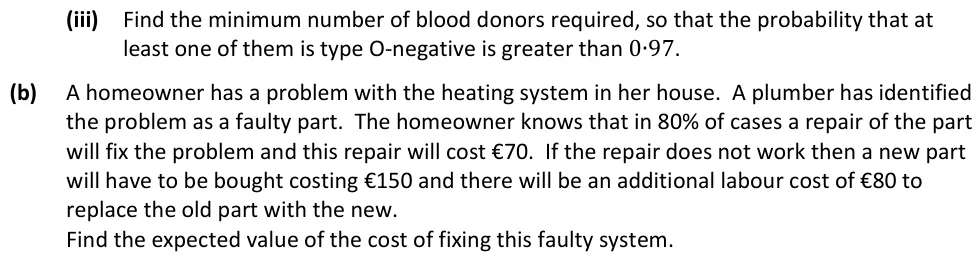 (iii) Find the minimum number of blood donors required, so that the probability that at
least one of them is type O-negative is greater than 0·97.
(b) A homeowner has a problem with the heating system in her house. A plumber has identified
the problem as a faulty part. The homeowner knows that in 80% of cases a repair of the part
will fix the problem and this repair will cost €70. If the repair does not work then a new part
will have to be bought costing €150 and there will be an additional labour cost of €80 to
replace the old part with the new.
Find the expected value of the cost of fixing this faulty system.